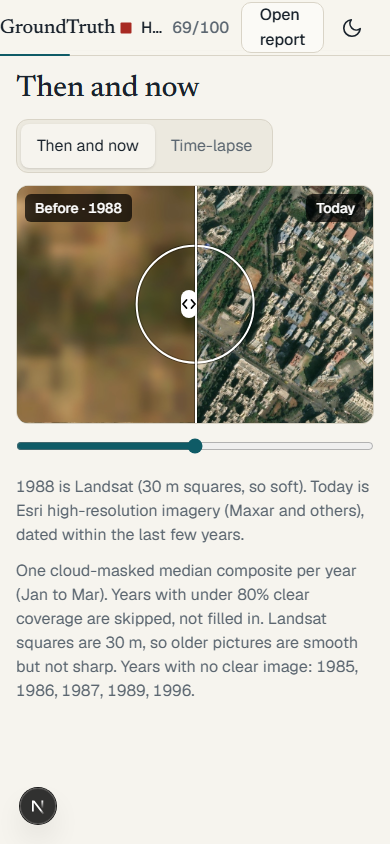 GroundTruth H... 69/100 Open report
Then and now
Then and now Time-lapse
Before · 1988 Today
1988 is Landsat (30 m squares, so soft). Today is
Esri high-resolution imagery (Maxar and others),
dated within the last few years.
One cloud-masked median composite per year
(Jan to Mar). Years with under 80% clear
coverage are skipped, not filled in. Landsat
squares are 30 m, so older pictures are smooth
but not sharp. Years with no clear image: 1985,
1986, 1987, 1989, 1996.
N